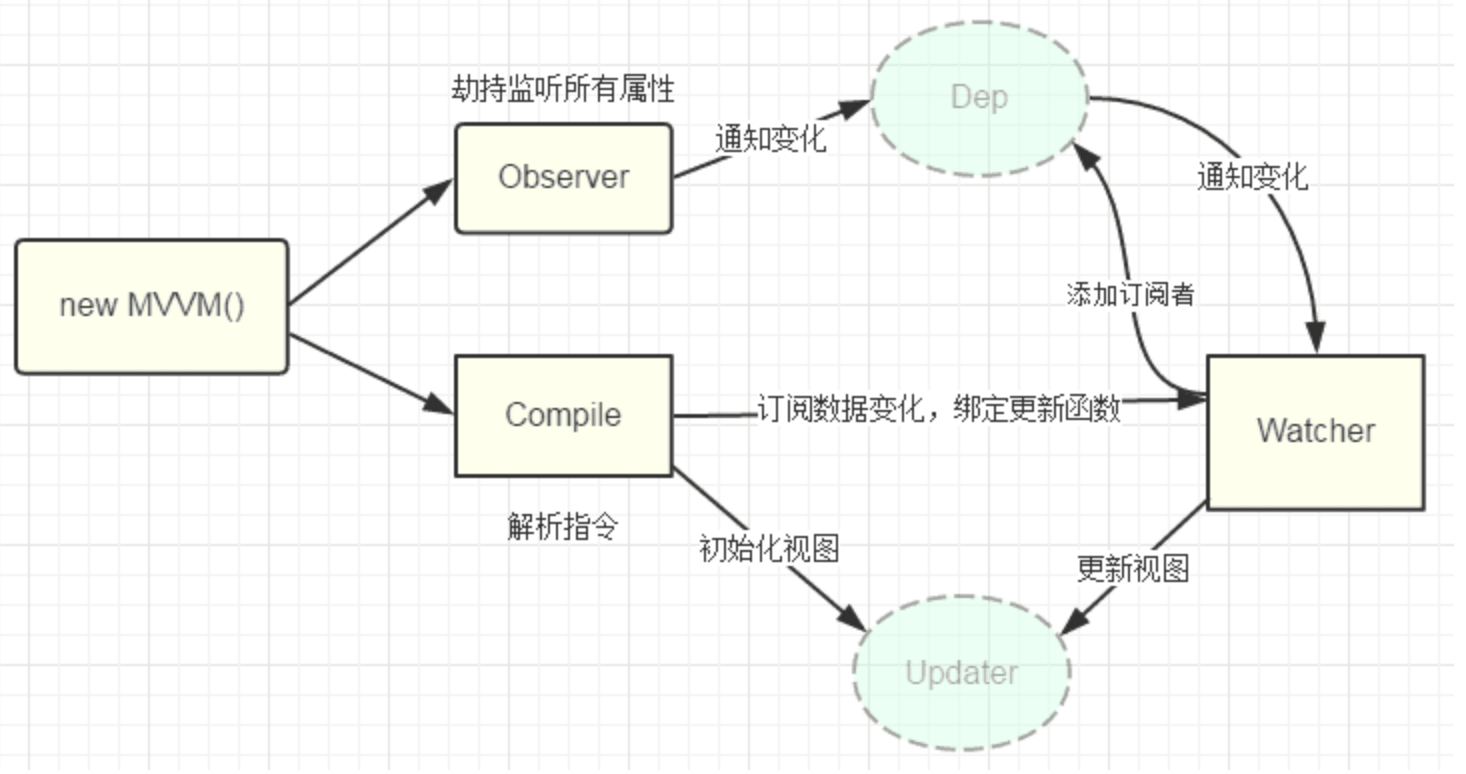 劫持监听所有属性
Dep
通知变化
Observer
通知变化
new MVVM()
添加订阅者
Compile
订阅数据变化，绑定更新函数
Watcher
解析指令
初始化视图
更新视图
Updater